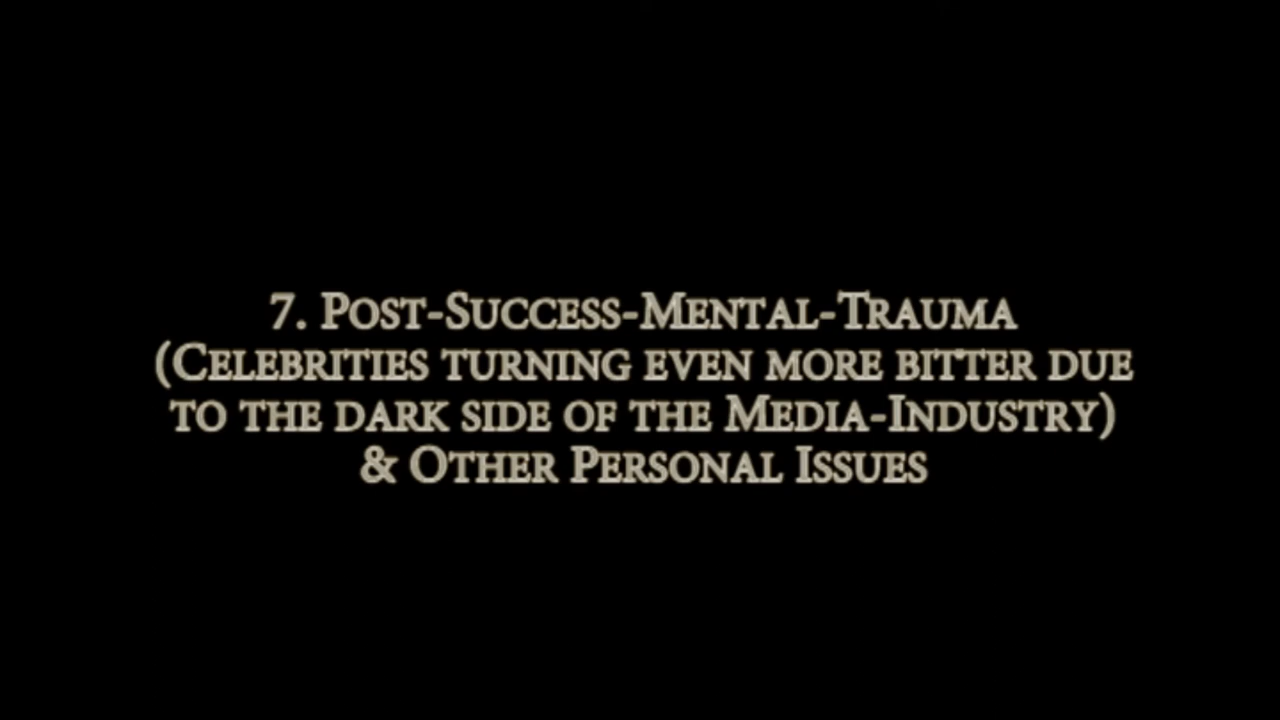 7. Post-Success-Mental-Trauma
(Celebrities turning even more bitter due
to the dark side of the Media-Industry)
& Other Personal Issues